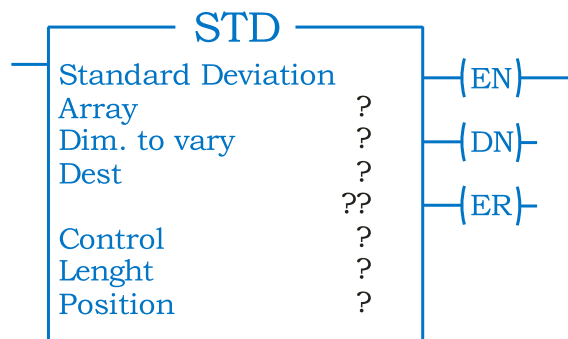 STD
Standard Deviation (EN)
Array ?
Dim. to vary ? (DN)
Dest ?
?? (ER)
Control ?
Lenght ?
Position ?